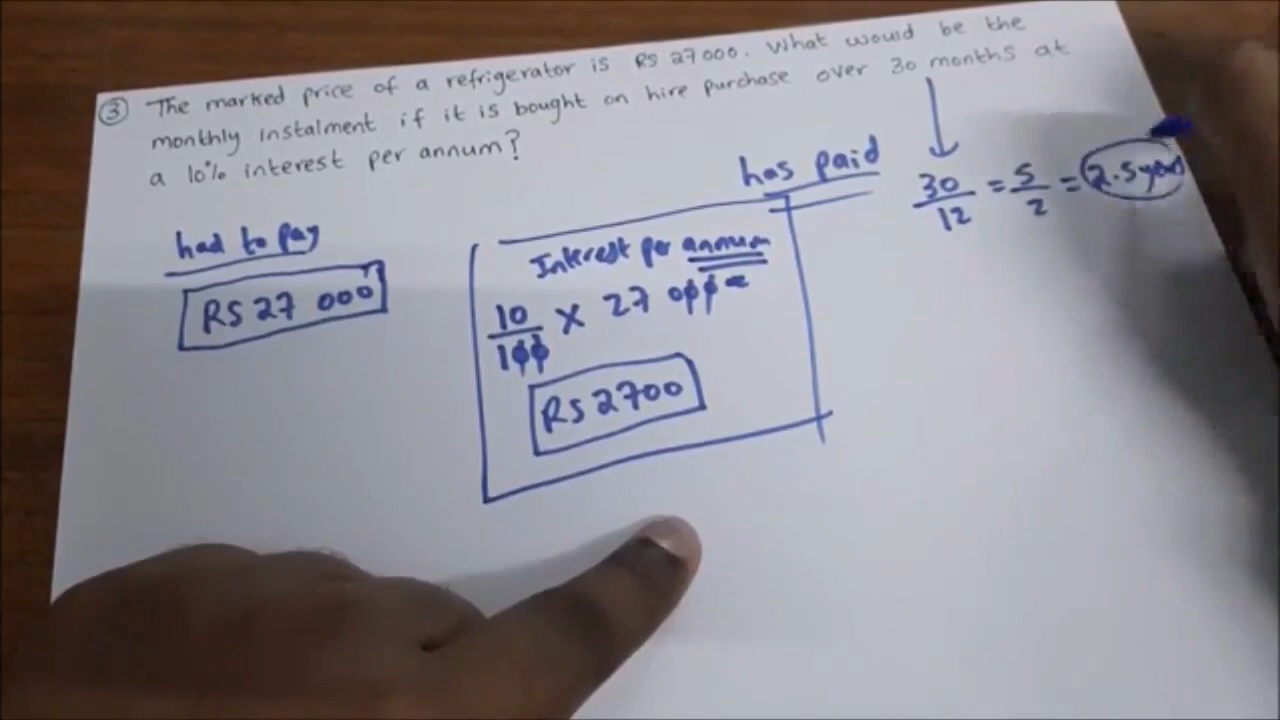 ③ The marked price of a refrigerator is Rs 27000. What would be the
monthly instalment if it is bought on hire purchase over 30 months at
a 10% interest per annum?
had to pay
Rs 27 000
has paid
Interest per annum
10/100 x 27 000
Rs 2700
30/12 = 5/2 = 2.5 years